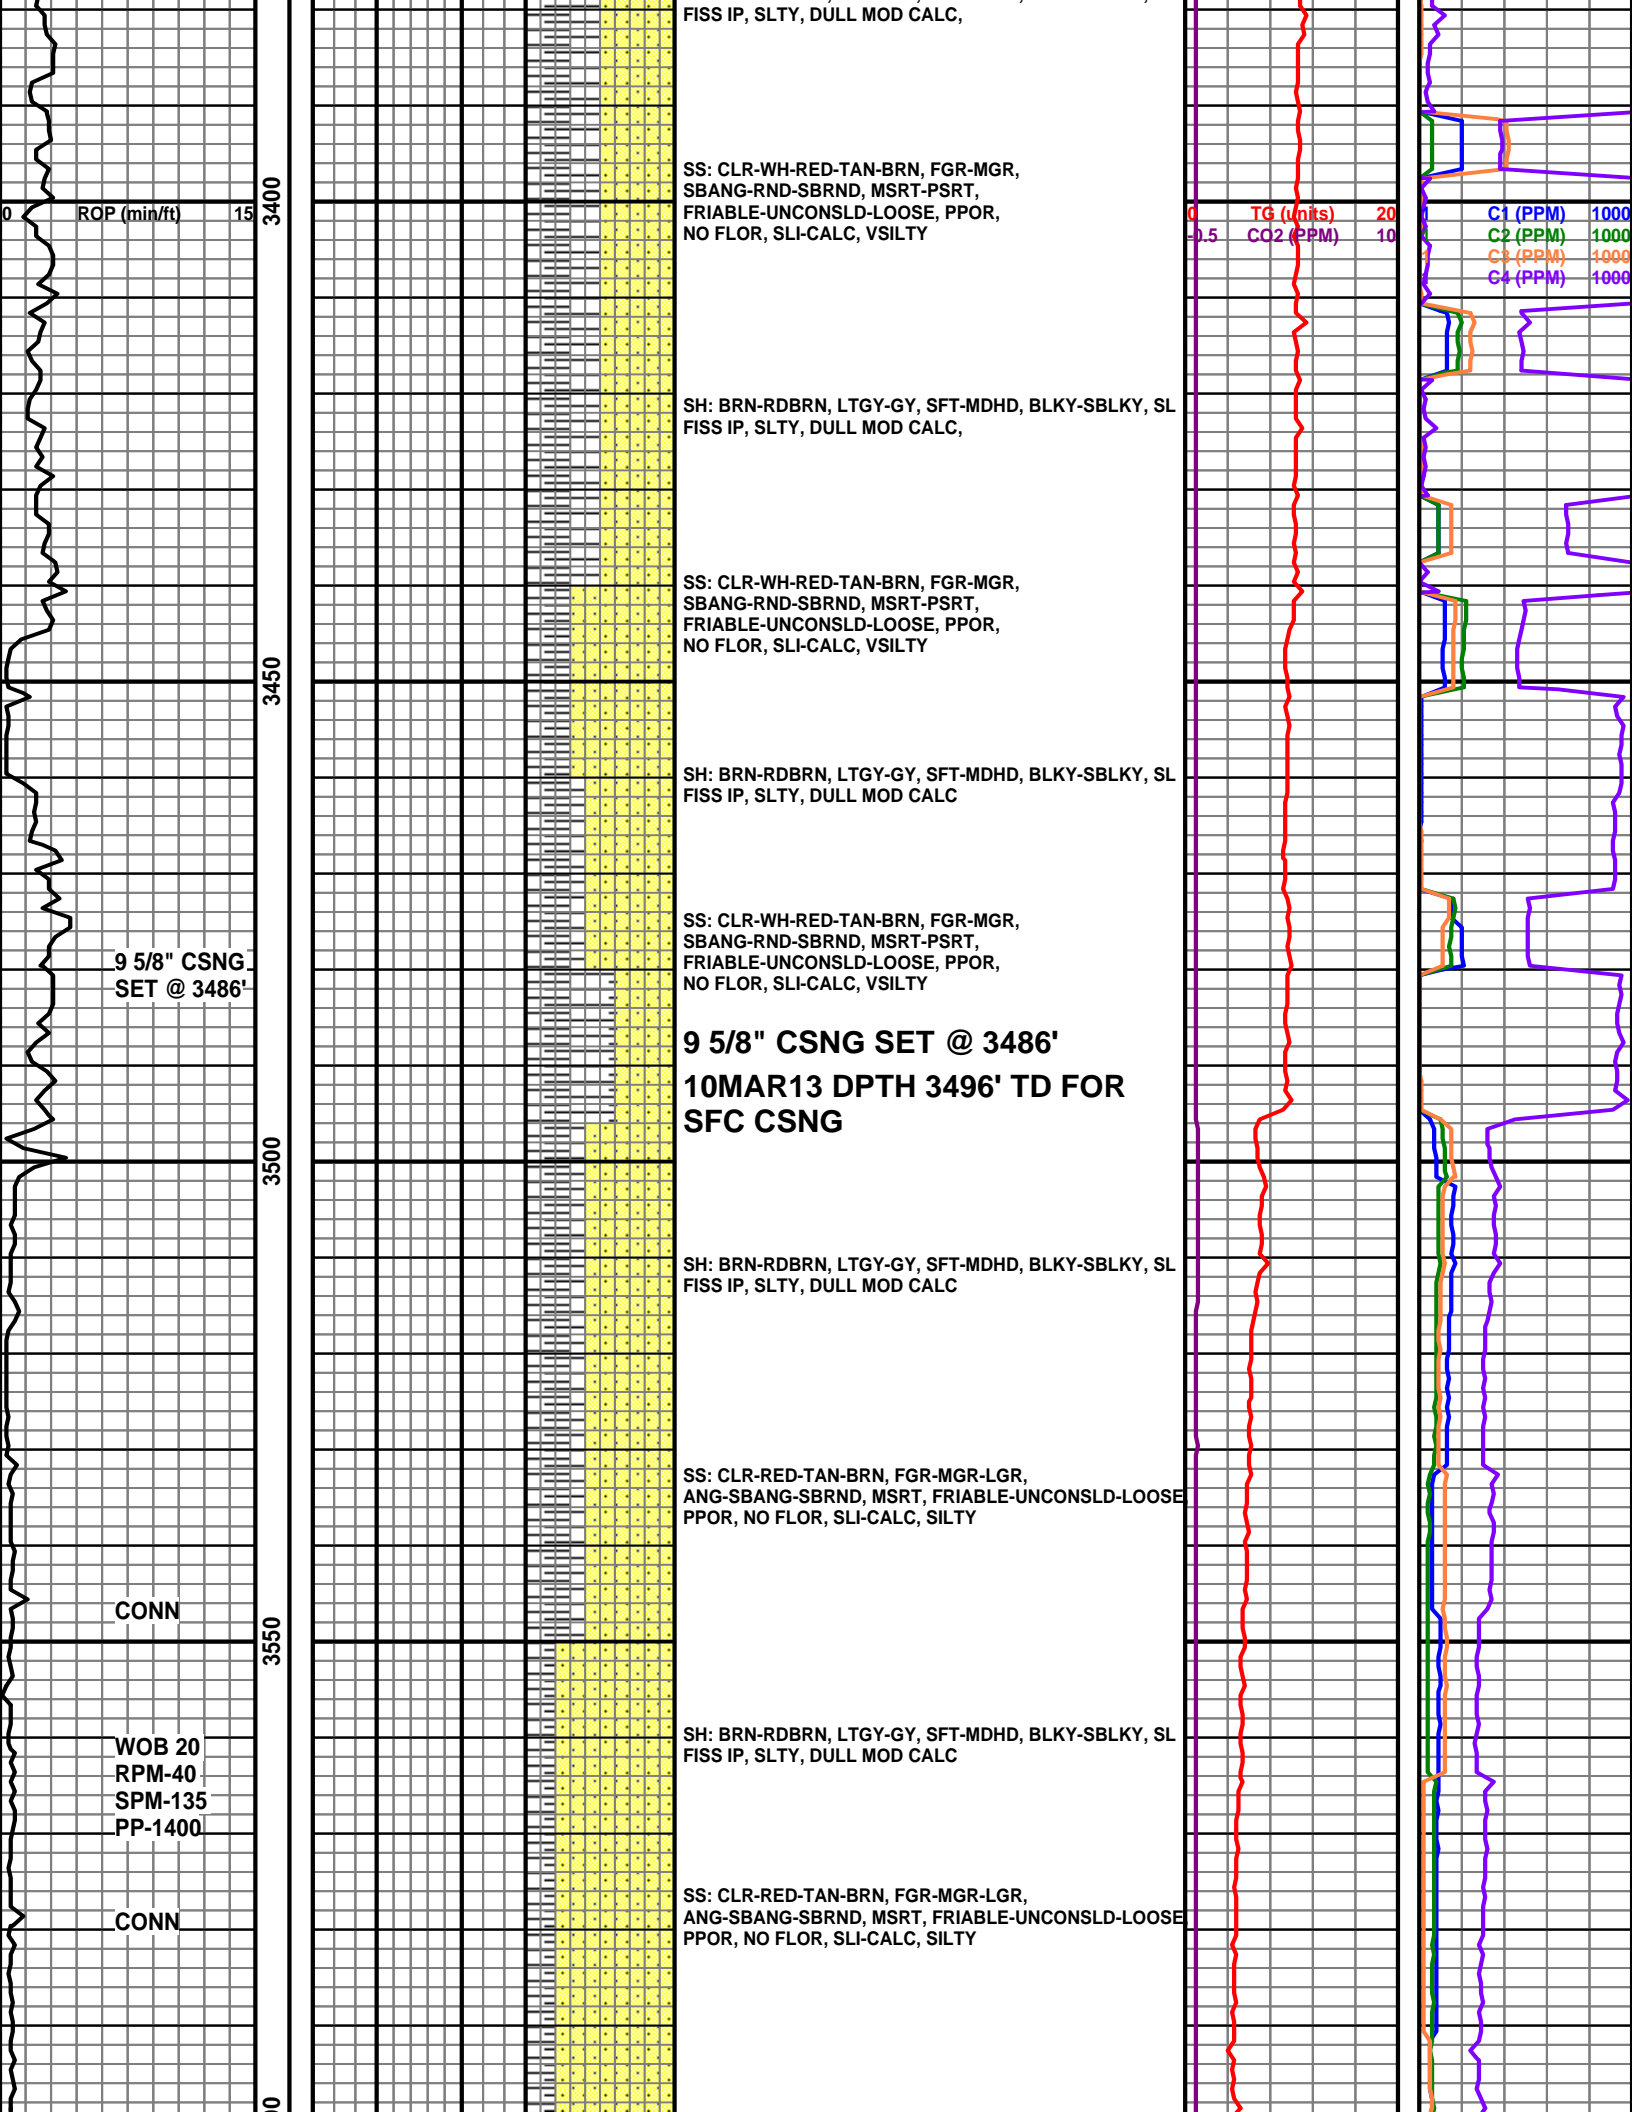 FISS IP, SLTY, DULL MOD CALC,
SS: CLR-WH-RED-TAN-BRN, FGR-MGR,
SBANG-RND-SBRND, MSRT-PSRT,
FRIABLE-UNCONSLD-LOOSE, PPOR,
NO FLOR, SLI-CALC, VSILTY
3400
0 ROP (min/ft) 15
0 TG (units) 20
-0.5 CO2 (PPM) 10
1 C1 (PPM) 1000
C2 (PPM) 1000
1 C3 (PPM) 1000
C4 (PPM) 1000
SH: BRN-RDBRN, LTGY-GY, SFT-MDHD, BLKY-SBLKY, SL
FISS IP, SLTY, DULL MOD CALC,
SS: CLR-WH-RED-TAN-BRN, FGR-MGR,
SBANG-RND-SBRND, MSRT-PSRT,
FRIABLE-UNCONSLD-LOOSE, PPOR,
NO FLOR, SLI-CALC, VSILTY
3450
SH: BRN-RDBRN, LTGY-GY, SFT-MDHD, BLKY-SBLKY, SL
FISS IP, SLTY, DULL MOD CALC
SS: CLR-WH-RED-TAN-BRN, FGR-MGR,
SBANG-RND-SBRND, MSRT-PSRT,
FRIABLE-UNCONSLD-LOOSE, PPOR,
NO FLOR, SLI-CALC, VSILTY
9 5/8" CSNG
SET @ 3486'
9 5/8" CSNG SET @ 3486'
10MAR13 DPTH 3496' TD FOR
SFC CSNG
3500
SH: BRN-RDBRN, LTGY-GY, SFT-MDHD, BLKY-SBLKY, SL
FISS IP, SLTY, DULL MOD CALC
SS: CLR-RED-TAN-BRN, FGR-MGR-LGR,
ANG-SBANG-SBRND, MSRT, FRIABLE-UNCONSLD-LOOSE,
PPOR, NO FLOR, SLI-CALC, SILTY
CONN
3550
SH: BRN-RDBRN, LTGY-GY, SFT-MDHD, BLKY-SBLKY, SL
FISS IP, SLTY, DULL MOD CALC
WOB 20
RPM-40
SPM-135
PP-1400
SS: CLR-RED-TAN-BRN, FGR-MGR-LGR,
ANG-SBANG-SBRND, MSRT, FRIABLE-UNCONSLD-LOOSE,
PPOR, NO FLOR, SLI-CALC, SILTY
CONN